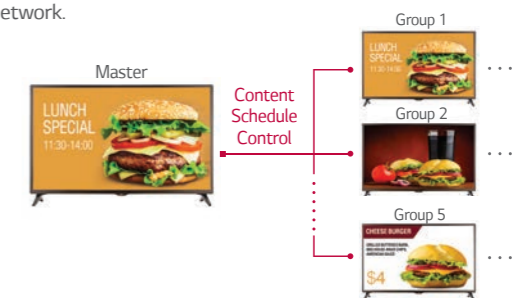 etwork.
Master
LUNCH
SPECIAL
11:30-14:00
Content
Schedule
Control
Group 1
LUNCH
SPECIAL
11:30-14:00
Group 2
Group 5
CHEESE BURGER
$4